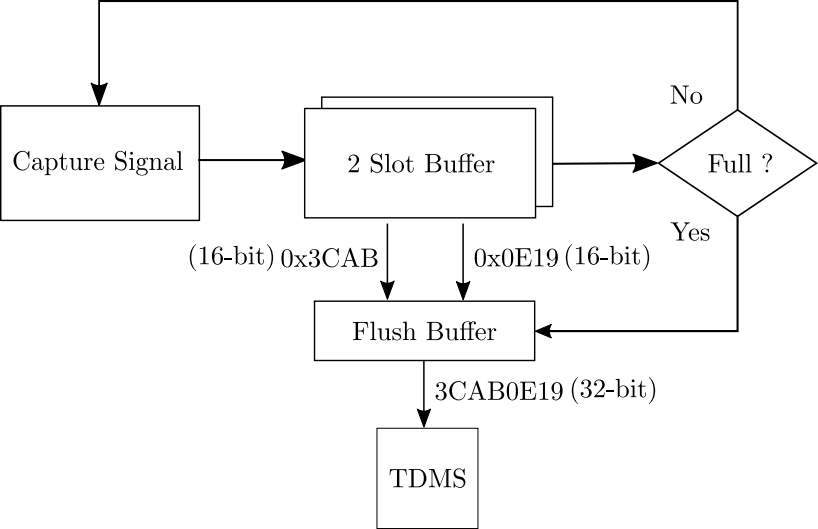 No
Capture Signal
2 Slot Buffer
Full ?
Yes
(16-bit) 0x3CAB
0x0E19 (16-bit)
Flush Buffer
3CAB0E19 (32-bit)
TDMS